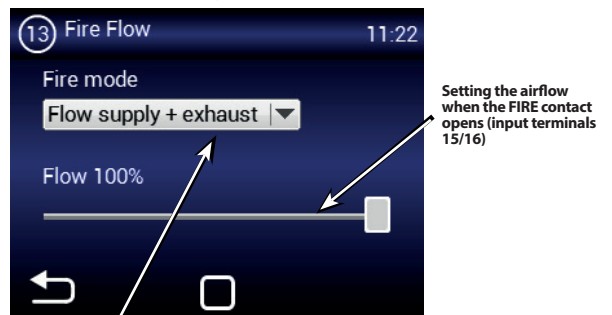 13 Fire Flow 11:22
Fire mode
Flow supply + exhaust
Flow 100%
Setting the airflow
when the FIRE contact
opens (input terminals
15/16)